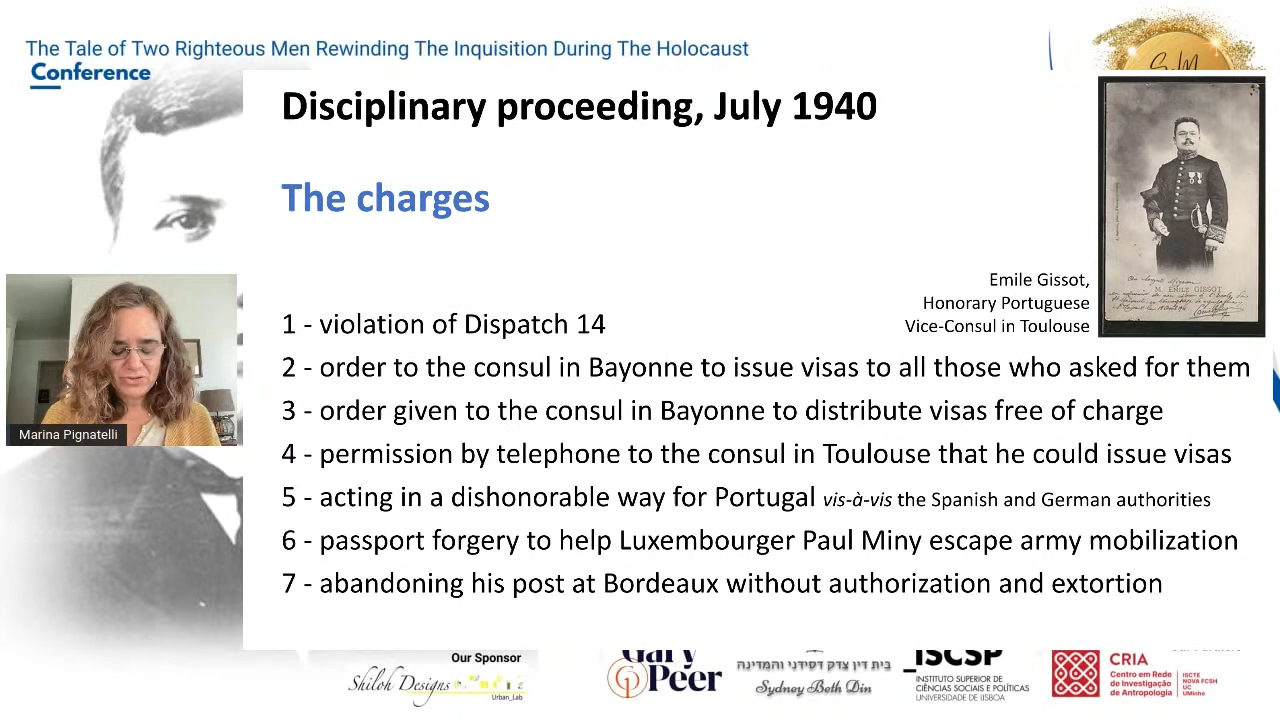 The Tale of Two Righteous Men Rewinding The Inquisition During The Holocaust
Conference
SM
Disciplinary proceeding, July 1940
The charges
Emile Gissot,
Honorary Portuguese
Vice-Consul in Toulouse
M. EMILE GISSOT
1 - violation of Dispatch 14
2 - order to the consul in Bayonne to issue visas to all those who asked for them
3 - order given to the consul in Bayonne to distribute visas free of charge
4 - permission by telephone to the consul in Toulouse that he could issue visas
5 - acting in a dishonorable way for Portugal vis-à-vis the Spanish and German authorities
6 - passport forgery to help Luxembourger Paul Miny escape army mobilization
7 - abandoning his post at Bordeaux without authorization and extortion
Marina Pignatelli
Our Sponsor
Shiloh Designs
Urban_Lab
Gary
Peer
בית דין צדק דסידני והמדינה
Sydney Beth Din
_ISCSP
INSTITUTO SUPERIOR DE
CIÊNCIAS SOCIAIS E POLÍTICAS
UNIVERSIDADE DE LISBOA
CRIA
Centro em Rede
de Investigação
de Antropologia
ISCTE
NOVA FCSH
UC
UMinho